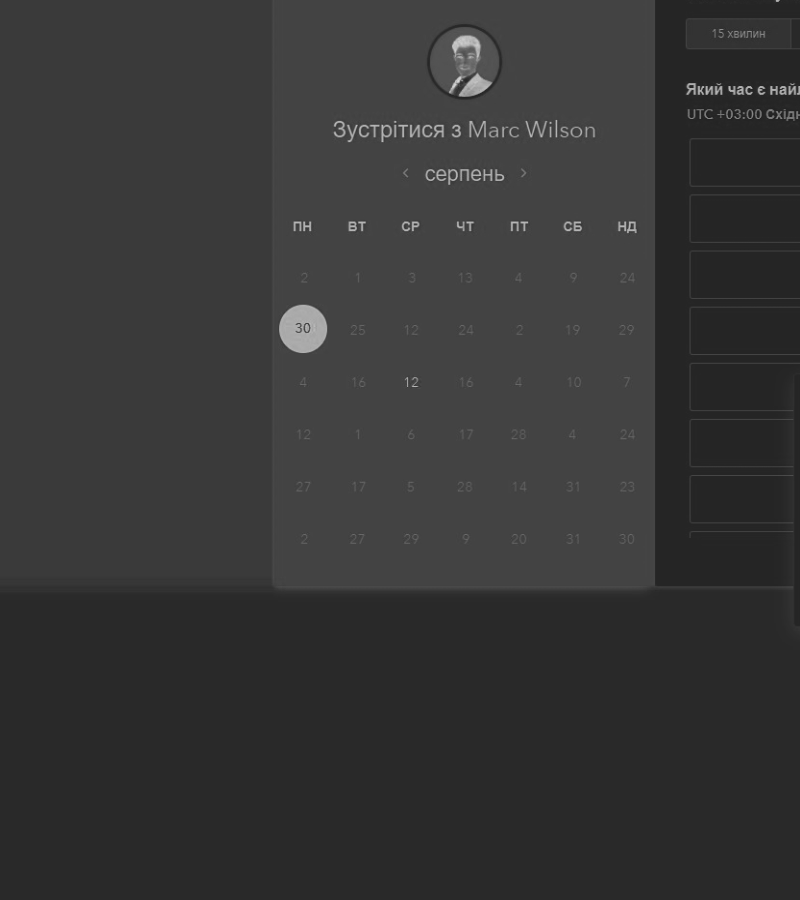 15 хвилин
Зустрітися з Marc Wilson
Який час є най
UTC +03:00 Східн
серпень
ПН ВТ СР ЧТ ПТ СБ НД
2 1 3 13 4 9 24
30 25 12 24 2 19 29
4 16 12 16 4 10 7
12 1 6 17 28 4 24
27 17 5 28 14 31 23
2 27 29 9 20 31 30